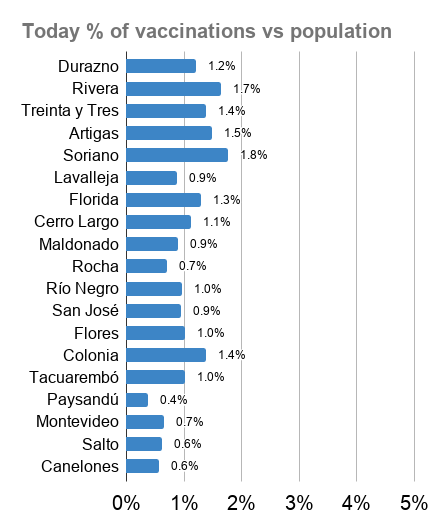 Today % of vaccinations vs population
Durazno 1.2%
Rivera 1.7%
Treinta y Tres 1.4%
Artigas 1.5%
Soriano 1.8%
Lavalleja 0.9%
Florida 1.3%
Cerro Largo 1.1%
Maldonado 0.9%
Rocha 0.7%
Río Negro 1.0%
San José 0.9%
Flores 1.0%
Colonia 1.4%
Tacuarembó 1.0%
Paysandú 0.4%
Montevideo 0.7%
Salto 0.6%
Canelones 0.6%
0% 1% 2% 3% 4% 5%